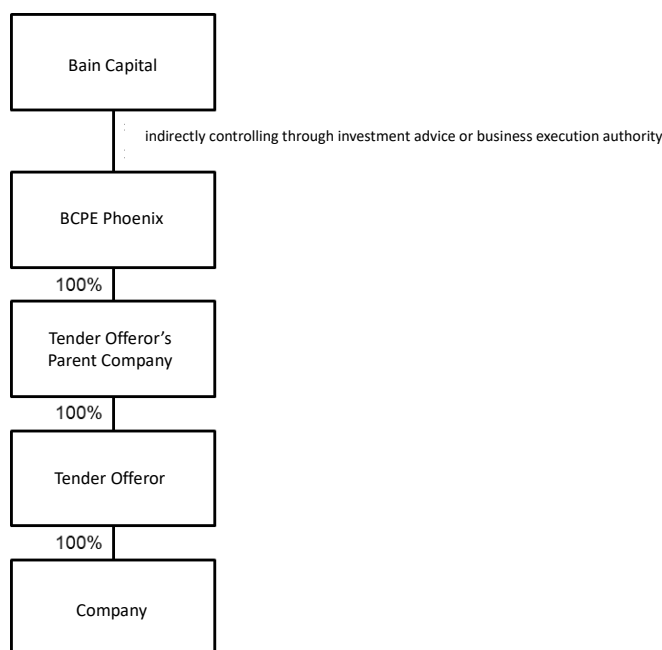 Bain Capital
indirectly controlling through investment advice or business execution authority
BCPE Phoenix
100%
Tender Offeror’s
Parent Company
100%
Tender Offeror
100%
Company